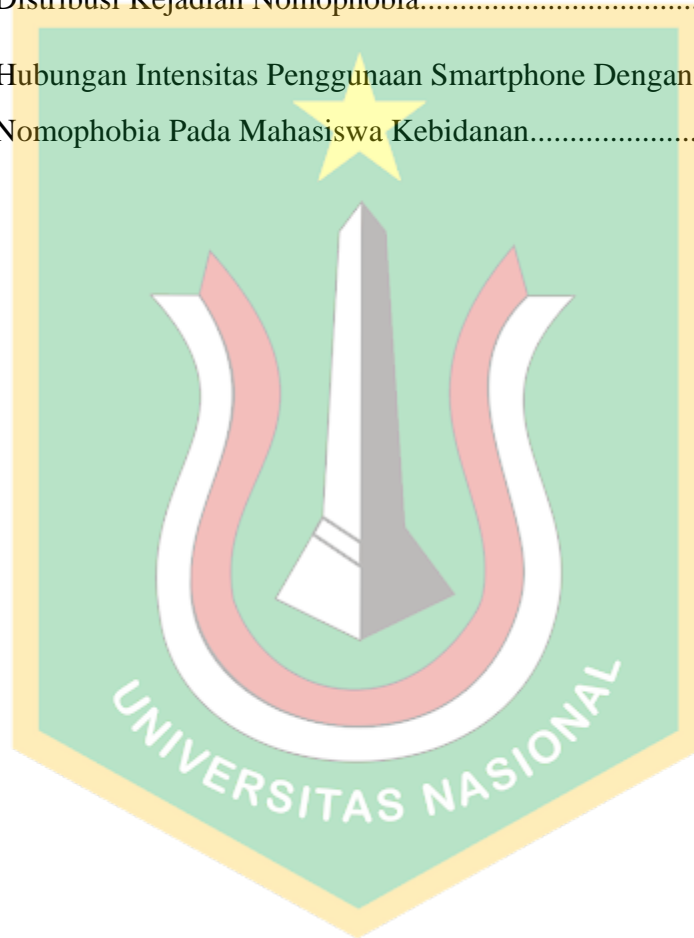 Distribusi Kejadian Nomophobia....................................
Hubungan Intensitas Penggunaan Smartphone Dengan
Nomophobia Pada Mahasiswa Kebidanan.....................
UNIVERSITAS NASIONAL